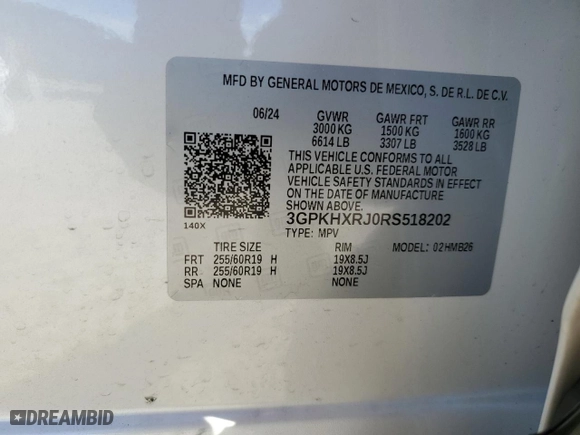 MFD BY GENERAL MOTORS DE MEXICO, S. DE R.L. DE C.V.
06/24 GVWR GAWR FRT GAWR RR
3000 KG 1500 KG 1600 KG
6614 LB 3307 LB 3528 LB
THIS VEHICLE CONFORMS TO ALL
APPLICABLE U.S. FEDERAL MOTOR
VEHICLE SAFETY STANDARDS IN EFFECT
ON THE DATE OF MANUFACTURE
SHOWN ABOVE.
3GPKHXRJ0RS518202
140X
TYPE: MPV MODEL: 02HMB26
TIRE SIZE RIM
FRT 255/60R19 H 19X8.5J
RR 255/60R19 H 19X8.5J
SPA NONE NONE
DREAMBID